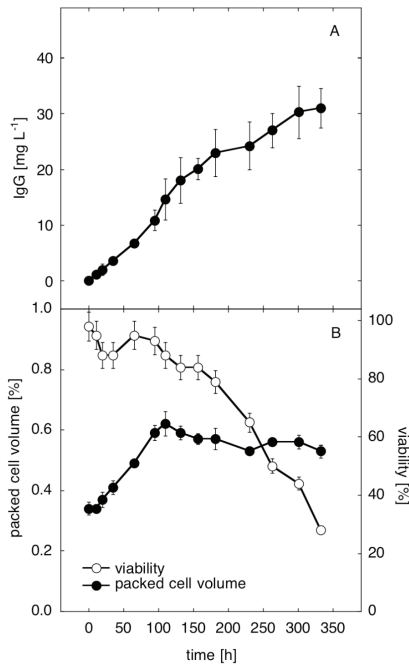 A
40
30
20
10
0
IgG [mg L⁻¹]
1.0
B
0.8
0.6
0.4
0.2
0.0
packed cell volume [%]
100
80
60
40
20
0
viability [%]
viability
packed cell volume
0 50 100 150 200 250 300 350
time [h]